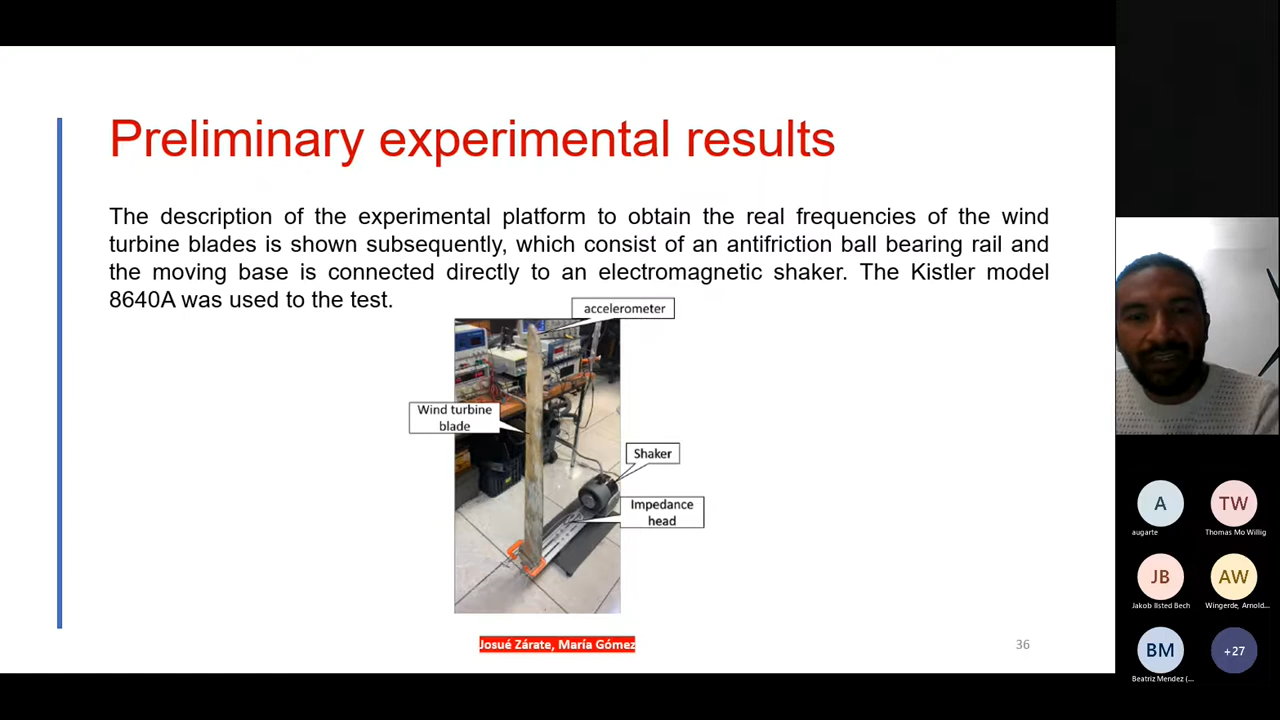 Preliminary experimental results
The description of the experimental platform to obtain the real frequencies of the wind
turbine blades is shown subsequently, which consist of an antifriction ball bearing rail and
the moving base is connected directly to an electromagnetic shaker. The Kistler model
8640A was used to the test.
accelerometer
Wind turbine
blade
Shaker
Impedance
head
Josué Zárate, María Gómez
36
A
augarte
TW
Thomas Mo Willig
JB
Jakob Ilsted Bech
AW
Wingerde, Arnold...
BM
Beatriz Mendez (...
+27